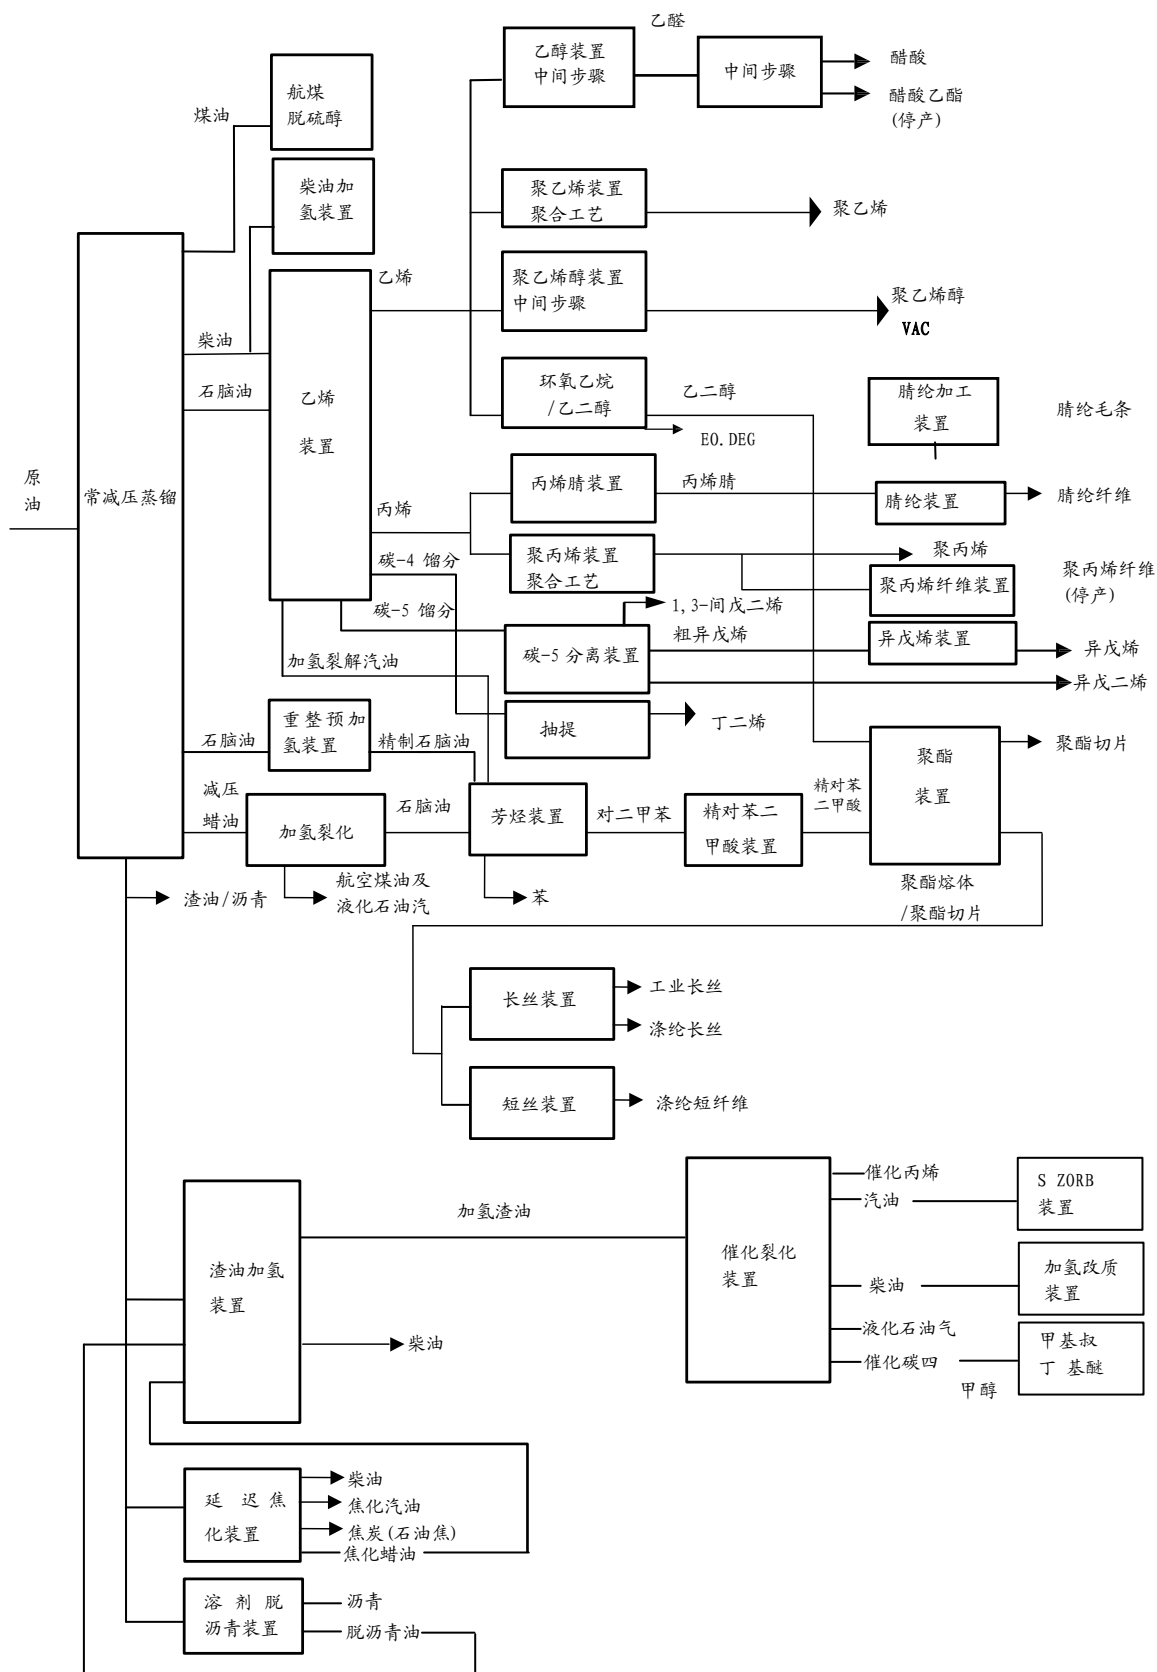 乙醛
乙醇装置
中间步骤
中间步骤
醋酸
醋酸乙酯
(停产)
煤油
航煤
脱硫醇
柴油加
氢装置
聚乙烯装置
聚合工艺
聚乙烯
乙烯
聚乙烯醇装置
中间步骤
聚乙烯醇
VAC
柴油
石脑油
乙烯
装置
环氧乙烷
/乙二醇
乙二醇
EO.DEG
腈纶加工
装置
腈纶毛条
原
油
常减压蒸镏
丙烯
丙烯腈装置
丙烯腈
腈纶装置
腈纶纤维
碳-4 馏分
聚丙烯装置
聚合工艺
聚丙烯
聚丙烯纤维装置
聚丙烯纤维
(停产)
碳-5 馏分
1,3-间戊二烯
粗异戊烯
碳-5分离装置
异戊烯装置
异戊烯
异戊二烯
加氢裂解汽油
抽提
丁二烯
石脑油
重整预加
氢装置
精制石脑油
聚酯
装置
聚酯切片
减压
蜡油
加氢裂化
石脑油
芳烃装置
对二甲苯
精对苯二
甲酸装置
精对苯
二甲酸
渣油/沥青
航空煤油及
液化石油汽
苯
聚酯熔体
/聚酯切片
长丝装置
工业长丝
涤纶长丝
短丝装置
涤纶短纤维
渣油加氢
装置
加氢渣油
柴油
催化裂化
装置
催化丙烯
汽油
S ZORB
装置
柴油
加氢改质
装置
液化石油气
催化碳四
甲醇
甲基叔
丁 基醚
延 迟焦
化装置
柴油
焦化汽油
焦炭(石油焦)
焦化蜡油
溶 剂 脱
沥青装置
沥青
脱沥青油